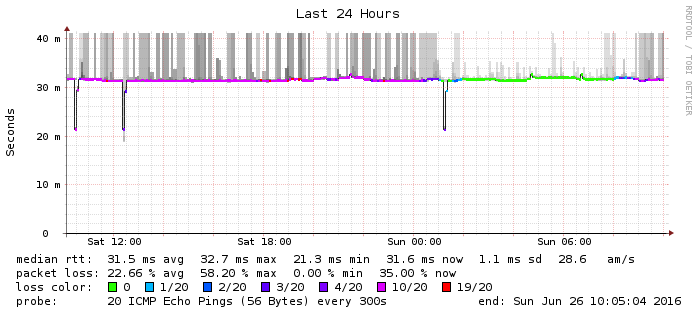 Last 24 Hours
RRDTOOL / TOBI OETIKER
Seconds
40 m
30 m
20 m
10 m
0
Sat 12:00 Sat 18:00 Sun 00:00 Sun 06:00
median rtt: 31.5 ms avg 32.7 ms max 21.3 ms min 31.6 ms now 1.1 ms sd 28.6 am/s
packet loss: 22.66 % avg 58.20 % max 0.00 % min 35.00 % now
loss color: 0 1/20 2/20 3/20 4/20 10/20 19/20
probe: 20 ICMP Echo Pings (56 Bytes) every 300s end: Sun Jun 26 10:05:04 2016